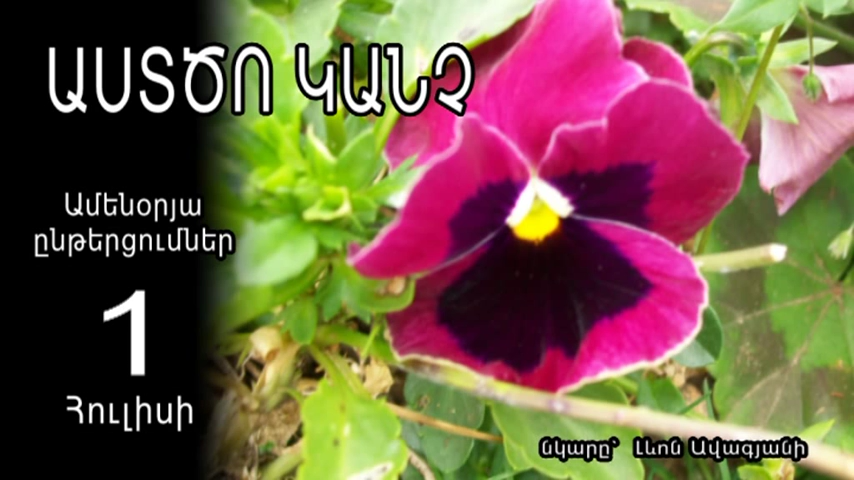 ԱՍՏԾՈ ԿԱՆՉ
Ամենօրյա
ընթերցումներ
1
Հուլիսի
նկարը՝ Լևոն Ավագյանի